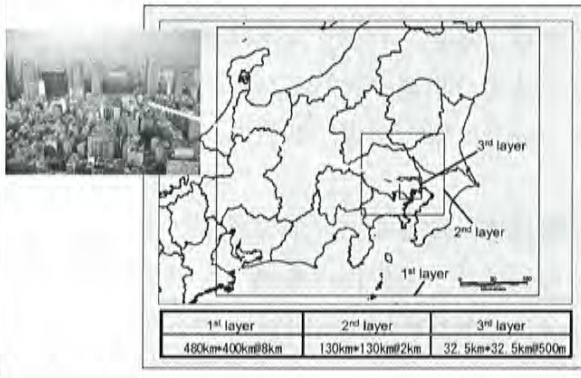 3rd layer
2nd layer
1st layer
1st layer 2nd layer 3rd layer
480km*400km@8km 130km*130km@2km 32.5km*32.5km@500m